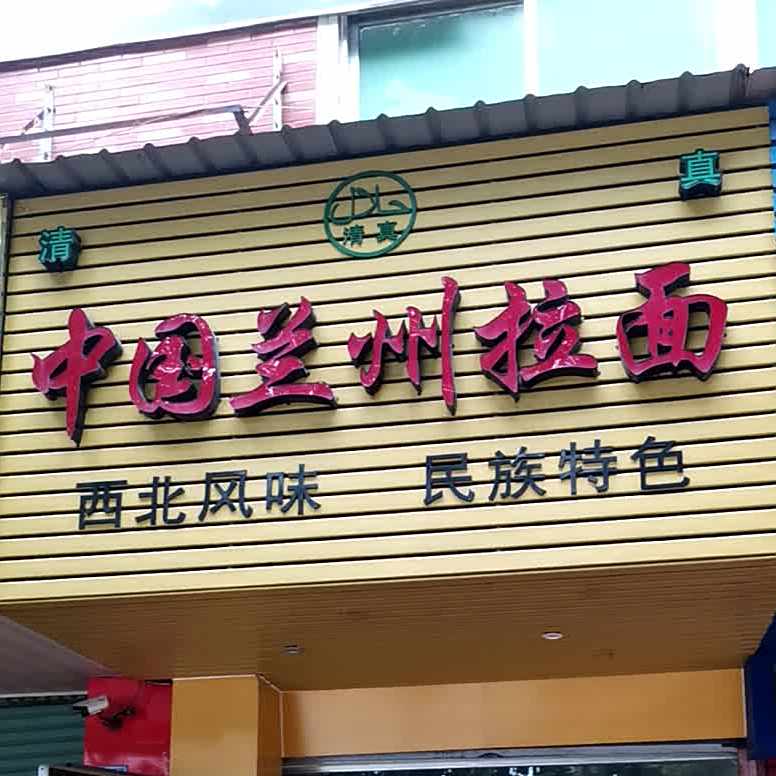 清 真
حلال
清真
中国兰州拉面
西北风味 民族特色